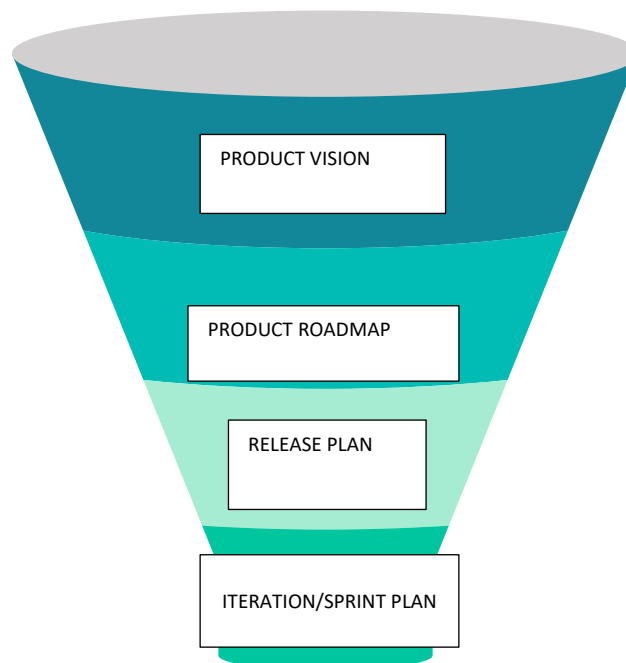 PRODUCT VISION
PRODUCT ROADMAP
RELEASE PLAN
ITERATION/SPRINT PLAN